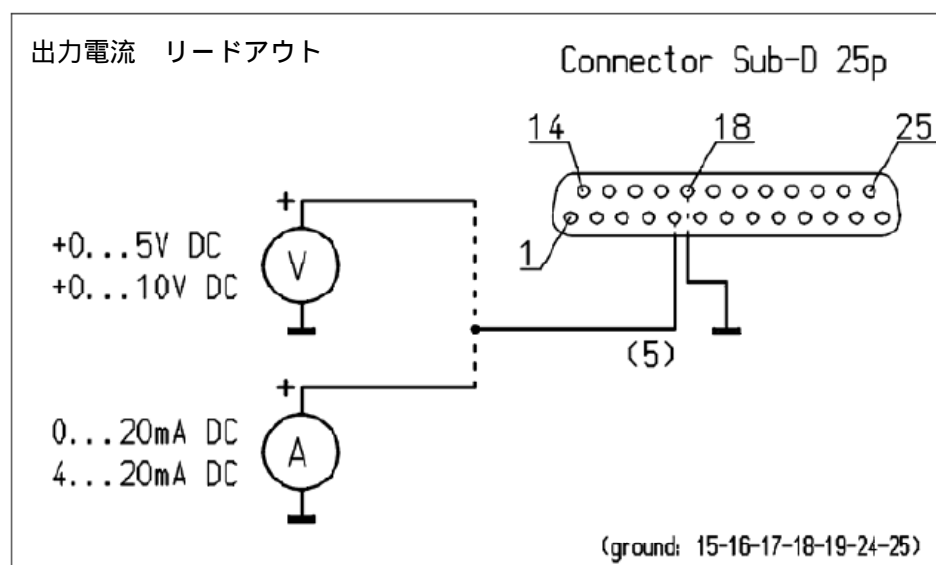 出力電流　リードアウト
Connector Sub-D 25p
14
18
25
1
+
+0...5V DC
+0...10V DC
V
(5)
+
0...20mA DC
4...20mA DC
A
(ground: 15-16-17-18-19-24-25)